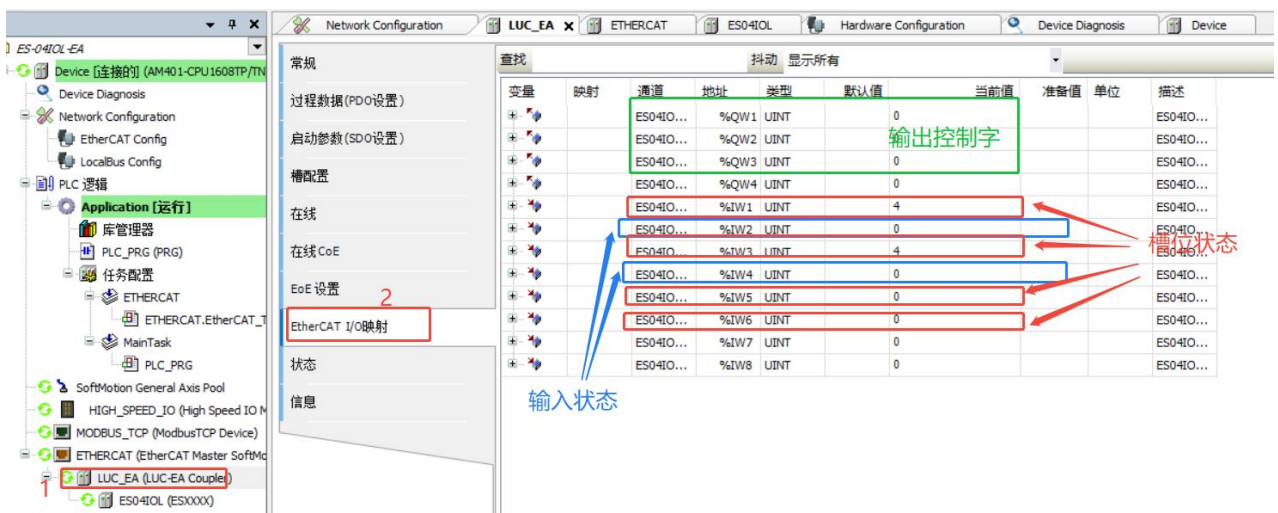 Network Configuration
LUC_EA
ETHERCAT
ES04IOL
Hardware Configuration
Device Diagnosis
Device
ES-04IOL-EA
Device [连接的] (AM401-CPU1608TP/TN
Device Diagnosis
Network Configuration
EtherCAT Config
LocalBus Config
PLC 逻辑
Application [运行]
库管理器
PLC_PRG (PRG)
任务配置
ETHERCAT
ETHERCAT.EtherCAT_T
MainTask
PLC_PRG
SoftMotion General Axis Pool
HIGH_SPEED_IO (High Speed IO M
MODBUS_TCP (ModbusTCP Device)
ETHERCAT (EtherCAT Master SoftMo
1
LUC_EA (LUC-EA Coupler)
ES04IOL (ESXXXX)
常规
过程数据(PDO设置)
启动参数(SDO设置)
槽配置
在线
在线CoE
EoE 设置
2
EtherCAT I/O映射
状态
信息
查找 抖动 显示所有
变量 映射 通道 地址 类型 默认值 当前值 准备值 单位 描述
ES04IO... %QW1 UINT 0 ES04IO...
ES04IO... %QW2 UINT ES04IO...
ES04IO... %QW3 UINT 0 ES04IO...
ES04IO... %QW4 UINT 0 ES04IO...
ES04IO... %IW1 UINT 4 ES04IO...
ES04IO... %IW2 UINT 0 ES04IO...
ES04IO... %IW3 UINT 4 ES04IO...
ES04IO... %IW4 UINT 0 ES04IO...
ES04IO... %IW5 UINT 0 ES04IO...
ES04IO... %IW6 UINT 0 ES04IO...
ES04IO... %IW7 UINT 0 ES04IO...
ES04IO... %IW8 UINT 0 ES04IO...
输出控制字
槽位状态
输入状态